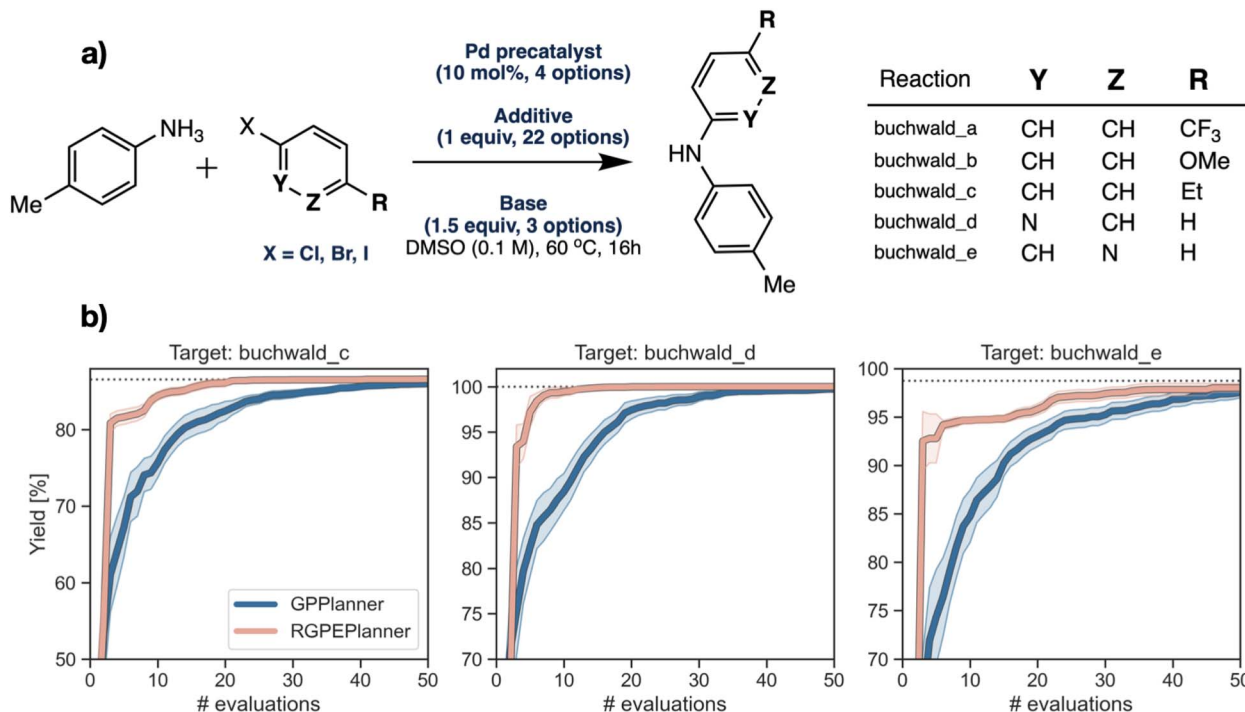 a)
NH3
Me
+
X
Y
Z
R
X = Cl, Br, I
Pd precatalyst
(10 mol%, 4 options)
Additive
(1 equiv, 22 options)
Base
(1.5 equiv, 3 options)
DMSO (0.1 M), 60 °C, 16h
R
Z
Y
HN
Me
Reaction Y Z R
buchwald_a CH CH CF3
buchwald_b CH CH OMe
buchwald_c CH CH Et
buchwald_d N CH H
buchwald_e CH N H
b)
Target: buchwald_c
Yield [%]
80
70
60
50
0 10 20 30 40 50
# evaluations
GPPlanner
RGPEPlanner
Target: buchwald_d
100
95
90
85
80
75
70
0 10 20 30 40 50
# evaluations
Target: buchwald_e
100
95
90
85
80
75
70
0 10 20 30 40 50
# evaluations